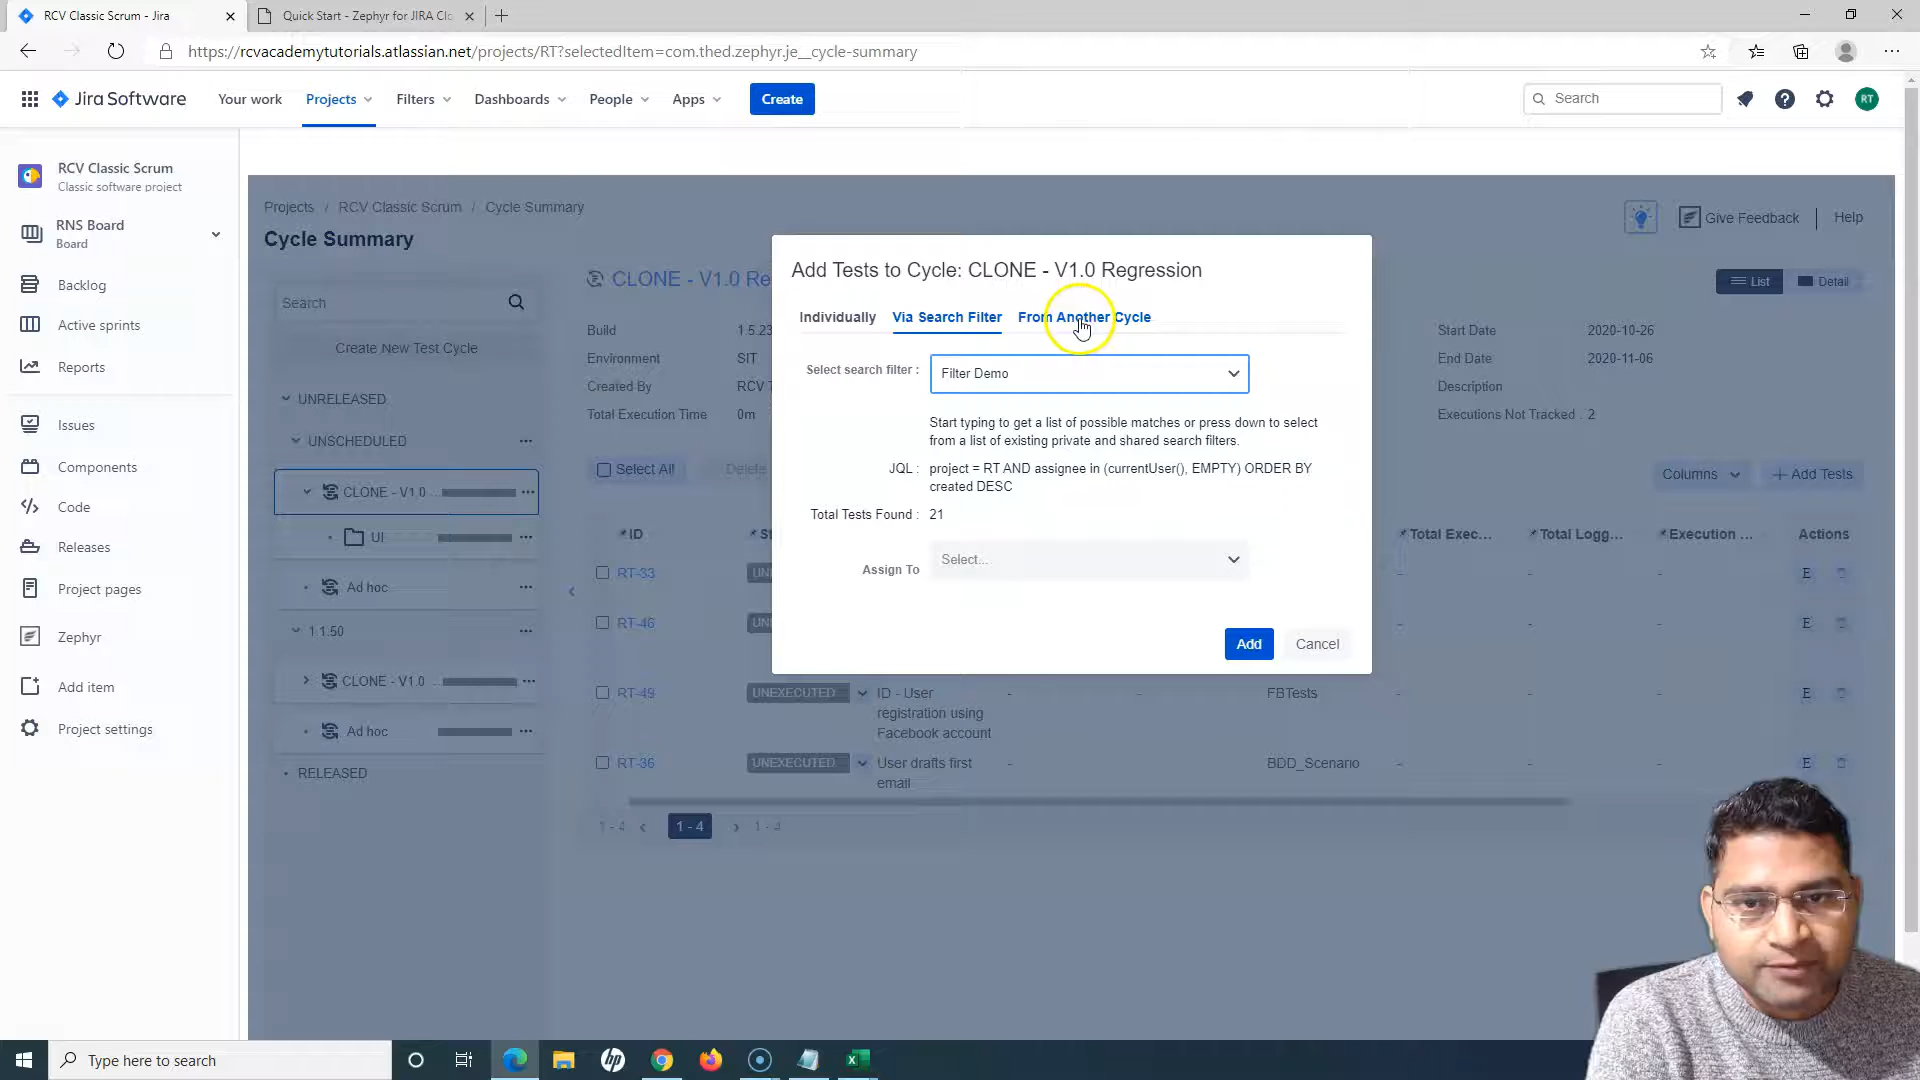 RCV Classic Scrum - Jira
Quick Start - Zephyr for JIRA Clo
https://rcvacademytutorials.atlassian.net/projects/RT?selectedItem=com.thed.zephyr.je__cycle-summary
Jira Software
Your work
Projects
Filters
Dashboards
People
Apps
Create
Search
RT
RCV Classic Scrum
Classic software project
RNS Board
Board
Backlog
Active sprints
Reports
Issues
Components
Code
Releases
Project pages
Zephyr
Add item
Project settings
Projects / RCV Classic Scrum / Cycle Summary
Give Feedback
Help
Cycle Summary
Search
Create New Test Cycle
UNRELEASED
UNSCHEDULED
CLONE - V1.0 ...
UI
Ad hoc
1.1.50
CLONE - V1.0 ...
Ad hoc
RELEASED
CLONE - V1.0 Re
List
Detail
Build
1.5.23
Environment
SIT
Created By
RCV T
Total Execution Time
0m
Start Date
2020-10-26
End Date
2020-11-06
Description
Executions Not Tracked : 2
Select All
Delete
Columns
+ Add Tests
ID
St
Total Exec...
Total Logg...
Execution ...
Actions
RT-33
UN
-
-
-
E
RT-46
UN
-
-
-
E
RT-49
UNEXECUTED
ID - User
registration using
Facebook account
-
-
FBTests
-
-
-
E
RT-36
UNEXECUTED
User drafts first
email
-
BDD_Scenario
-
-
-
E
1 - 4
1 - 4
1 - 4
Add Tests to Cycle: CLONE - V1.0 Regression
Individually
Via Search Filter
From Another Cycle
Select search filter :
Filter Demo
Start typing to get a list of possible matches or press down to select
from a list of existing private and shared search filters.
JQL :
project = RT AND assignee in (currentUser(), EMPTY) ORDER BY
created DESC
Total Tests Found :
21
Assign To
Select...
Add
Cancel
Type here to search
hp